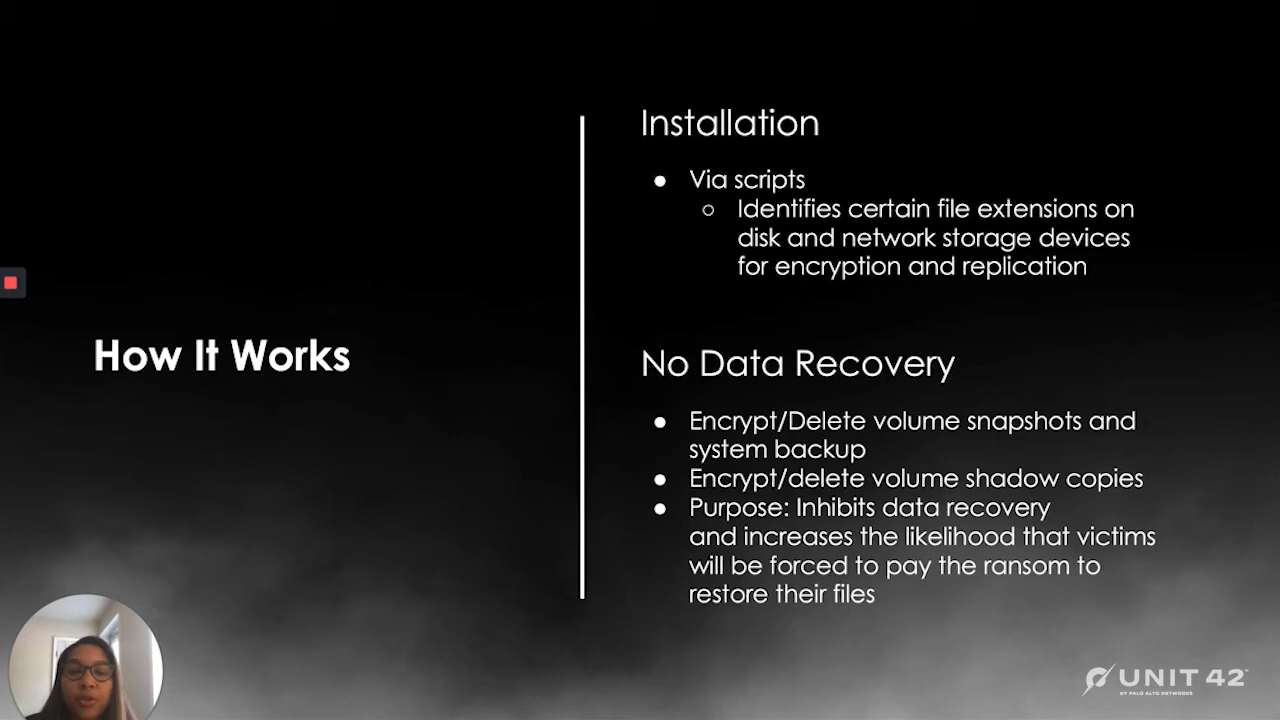 How It Works
Installation
● Via scripts
○ Identifies certain file extensions on
disk and network storage devices
for encryption and replication
No Data Recovery
● Encrypt/Delete volume snapshots and
system backup
● Encrypt/delete volume shadow copies
● Purpose: Inhibits data recovery
and increases the likelihood that victims
will be forced to pay the ransom to
restore their files
UNIT 42™
BY PALO ALTO NETWORKS